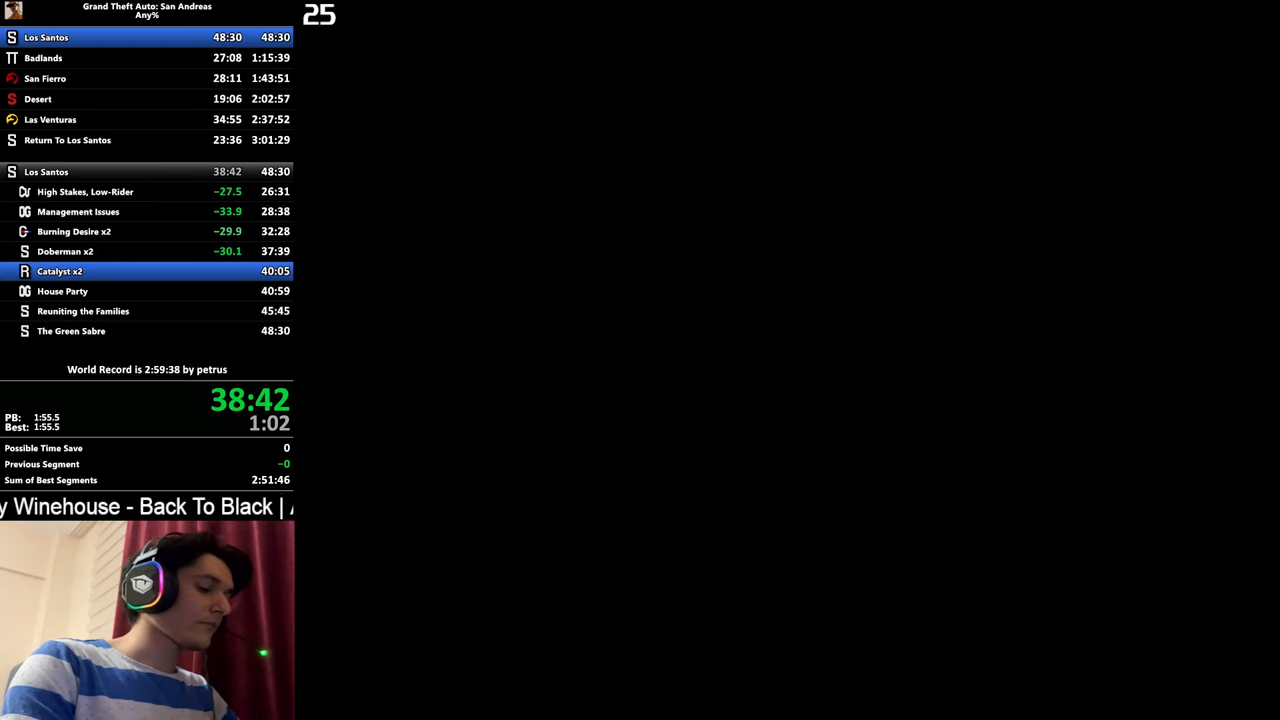 Grand Theft Auto: San Andreas
Any%
25
Los Santos 48:30 48:30
Badlands 27:08 1:15:39
San Fierro 28:11 1:43:51
Desert 19:06 2:02:57
Las Venturas 34:55 2:37:52
Return To Los Santos 23:36 3:01:29
Los Santos 38:42 48:30
High Stakes, Low-Rider −27.5 26:31
Management Issues −33.9 28:38
Burning Desire x2 −29.9 32:28
Doberman x2 −30.1 37:39
Catalyst x2 40:05
House Party 40:59
Reuniting the Families 45:45
The Green Sabre 48:30
World Record is 2:59:38 by petrus
38:42
PB: 1:55.5 1:02
Best: 1:55.5
Possible Time Save 0
Previous Segment −0
Sum of Best Segments 2:51:46
y Winehouse - Back To Black |